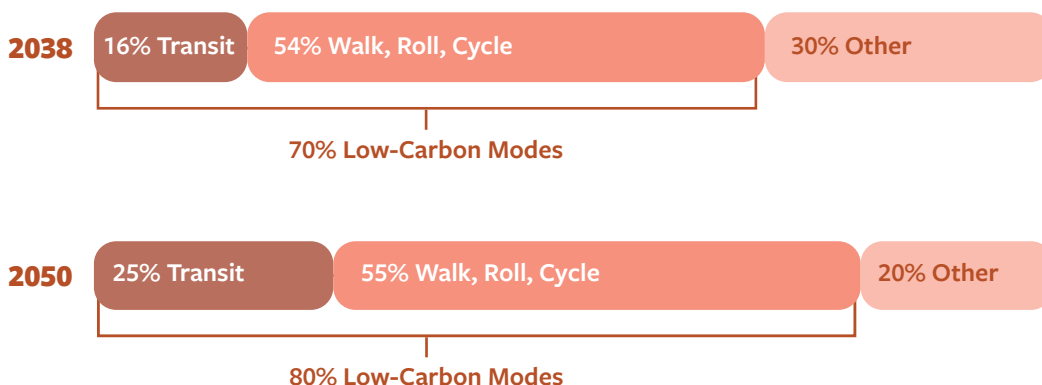 2038
16% Transit
54% Walk, Roll, Cycle
30% Other
70% Low-Carbon Modes
2050
25% Transit
55% Walk, Roll, Cycle
20% Other
80% Low-Carbon Modes